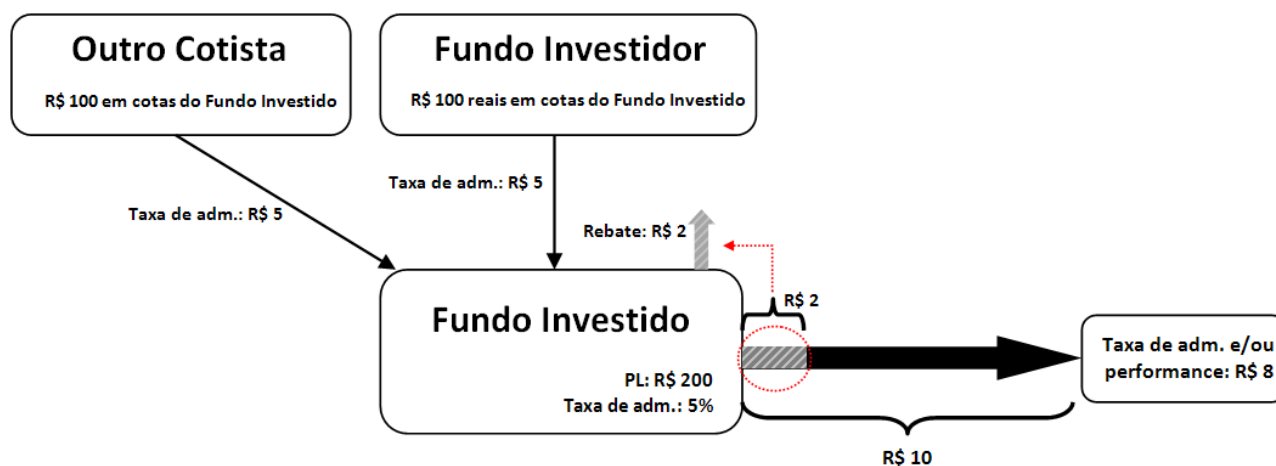 Outro Cotista
R$ 100 em cotas do Fundo Investido
Fundo Investidor
R$ 100 reais em cotas do Fundo Investido
Taxa de adm.: R$ 5
Taxa de adm.: R$ 5
Rebate: R$ 2
Fundo Investido
PL: R$ 200
Taxa de adm.: 5%
R$ 2
Taxa de adm. e/ou
performance: R$ 8
R$ 10